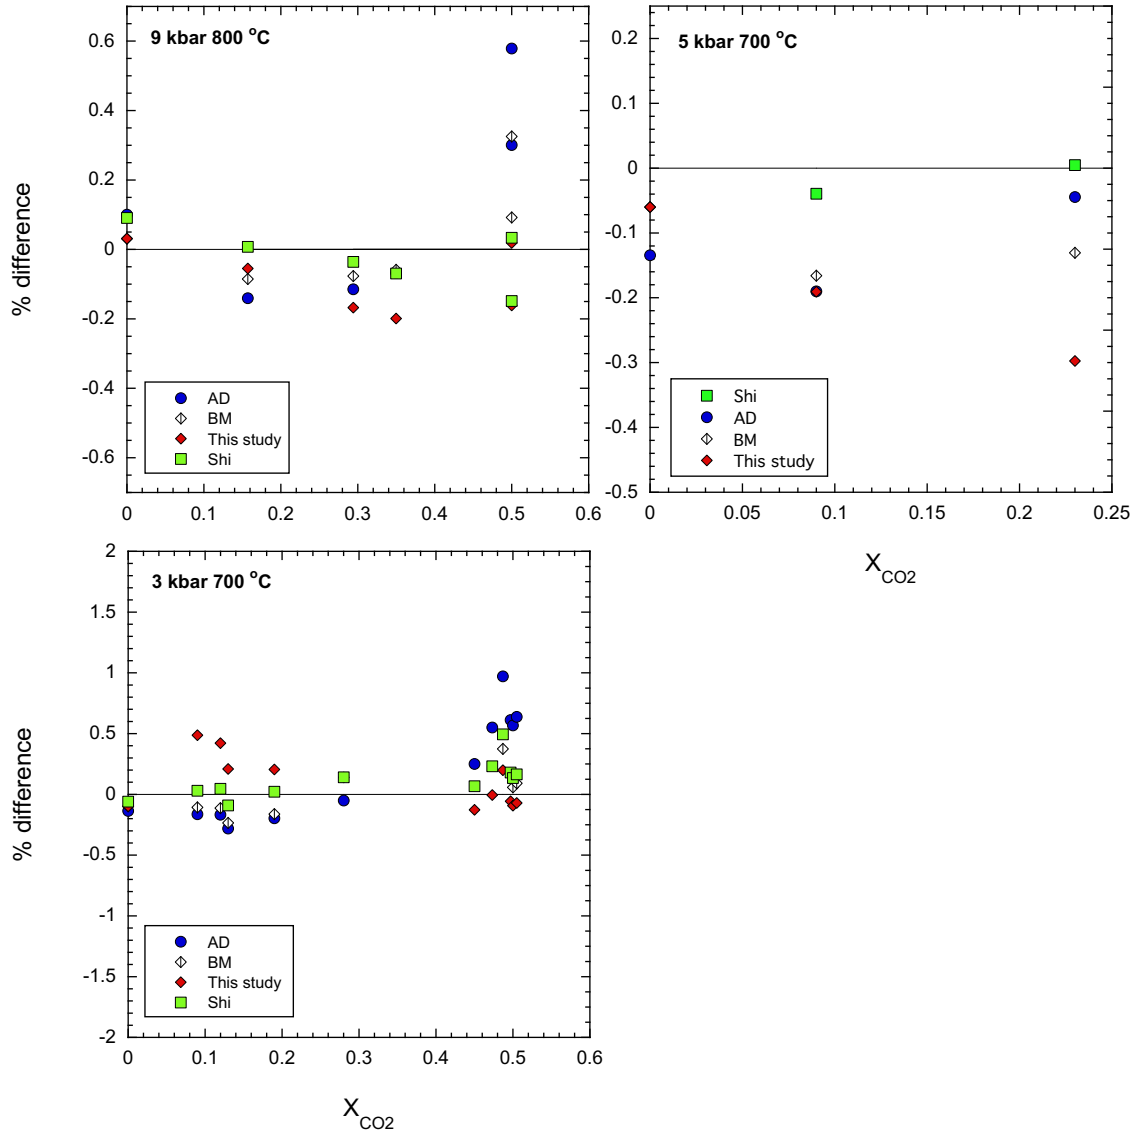 9 kbar 800 °C
% difference
0.6
0.4
0.2
0
-0.2
-0.4
-0.6
AD
BM
This study
Shi
0
0.1
0.2
0.3
0.4
0.5
0.6
5 kbar 700 °C
0.2
0.1
0
-0.1
-0.2
-0.3
-0.4
-0.5
Shi
AD
BM
This study
0
0.05
0.1
0.15
0.2
0.25
X_CO2
3 kbar 700 °C
% difference
2
1.5
1
0.5
0
-0.5
-1
-1.5
-2
AD
BM
This study
Shi
0
0.1
0.2
0.3
0.4
0.5
0.6
X_CO2